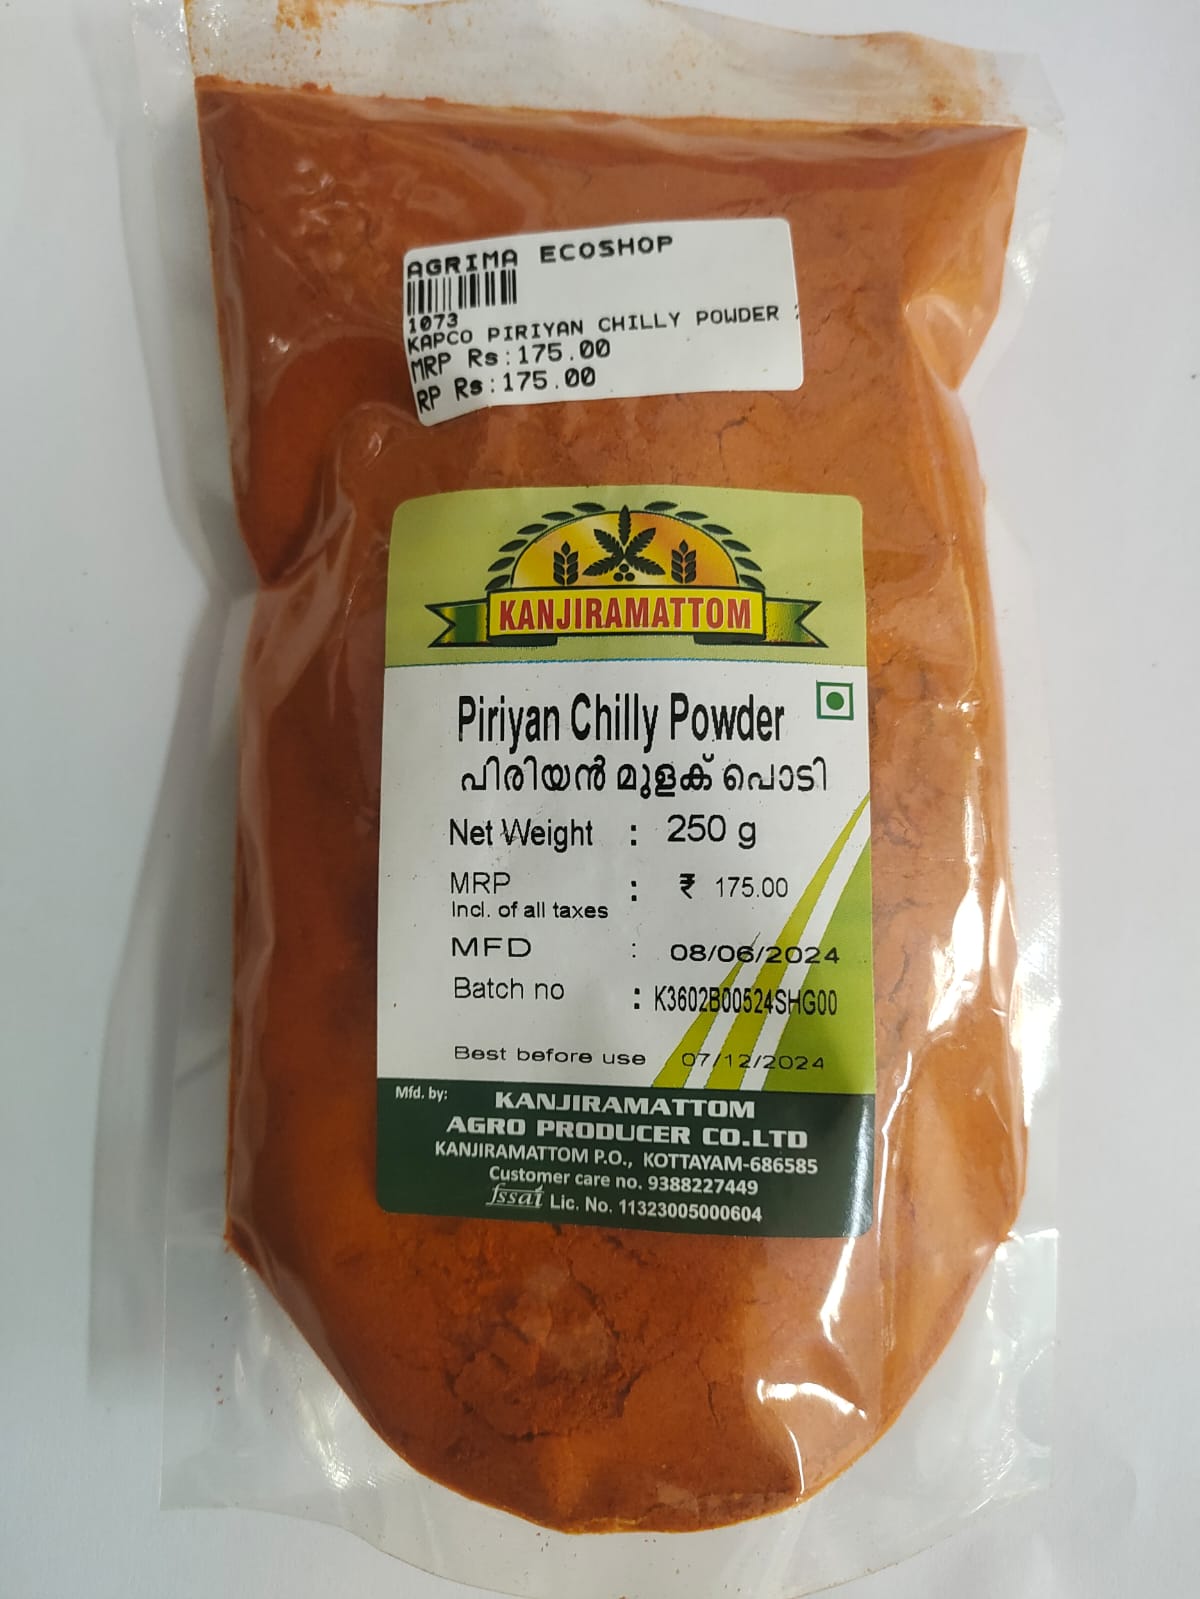 AGRIMA ECOSHOP
1073
KAPCO PIRIYAN CHILLY POWDER
MRP Rs:175.00
RP Rs:175.00
KANJIRAMATTOM
Piriyan Chilly Powder
പിരിയൻ മുളക് പൊടി
Net Weight : 250 g
MRP : ₹ 175.00
Incl. of all taxes
MFD : 08/06/2024
Batch no : K3602B00524SHG00
Best before use 07/12/2024
Mfd. by: KANJIRAMATTOM
AGRO PRODUCER CO.LTD
KANJIRAMATTOM P.O., KOTTAYAM-686585
Customer care no. 9388227449
fssai Lic. No. 11323005000604